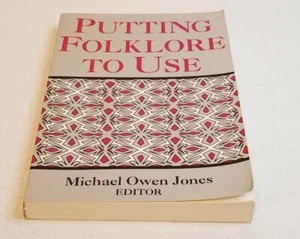 PUTTING
FOLKLORE
TO USE
Michael Owen Jones
EDITOR